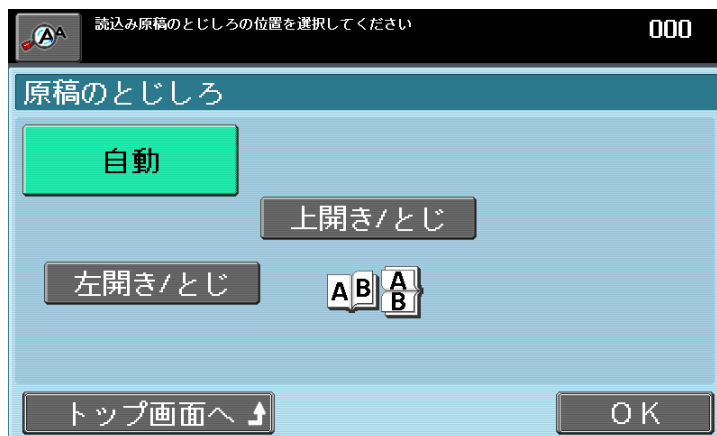 読込み原稿のとじしろの位置を選択してください
000
原稿のとじしろ
自動
上開き/とじ
左開き/とじ
A B A B
トップ画面へ
OK